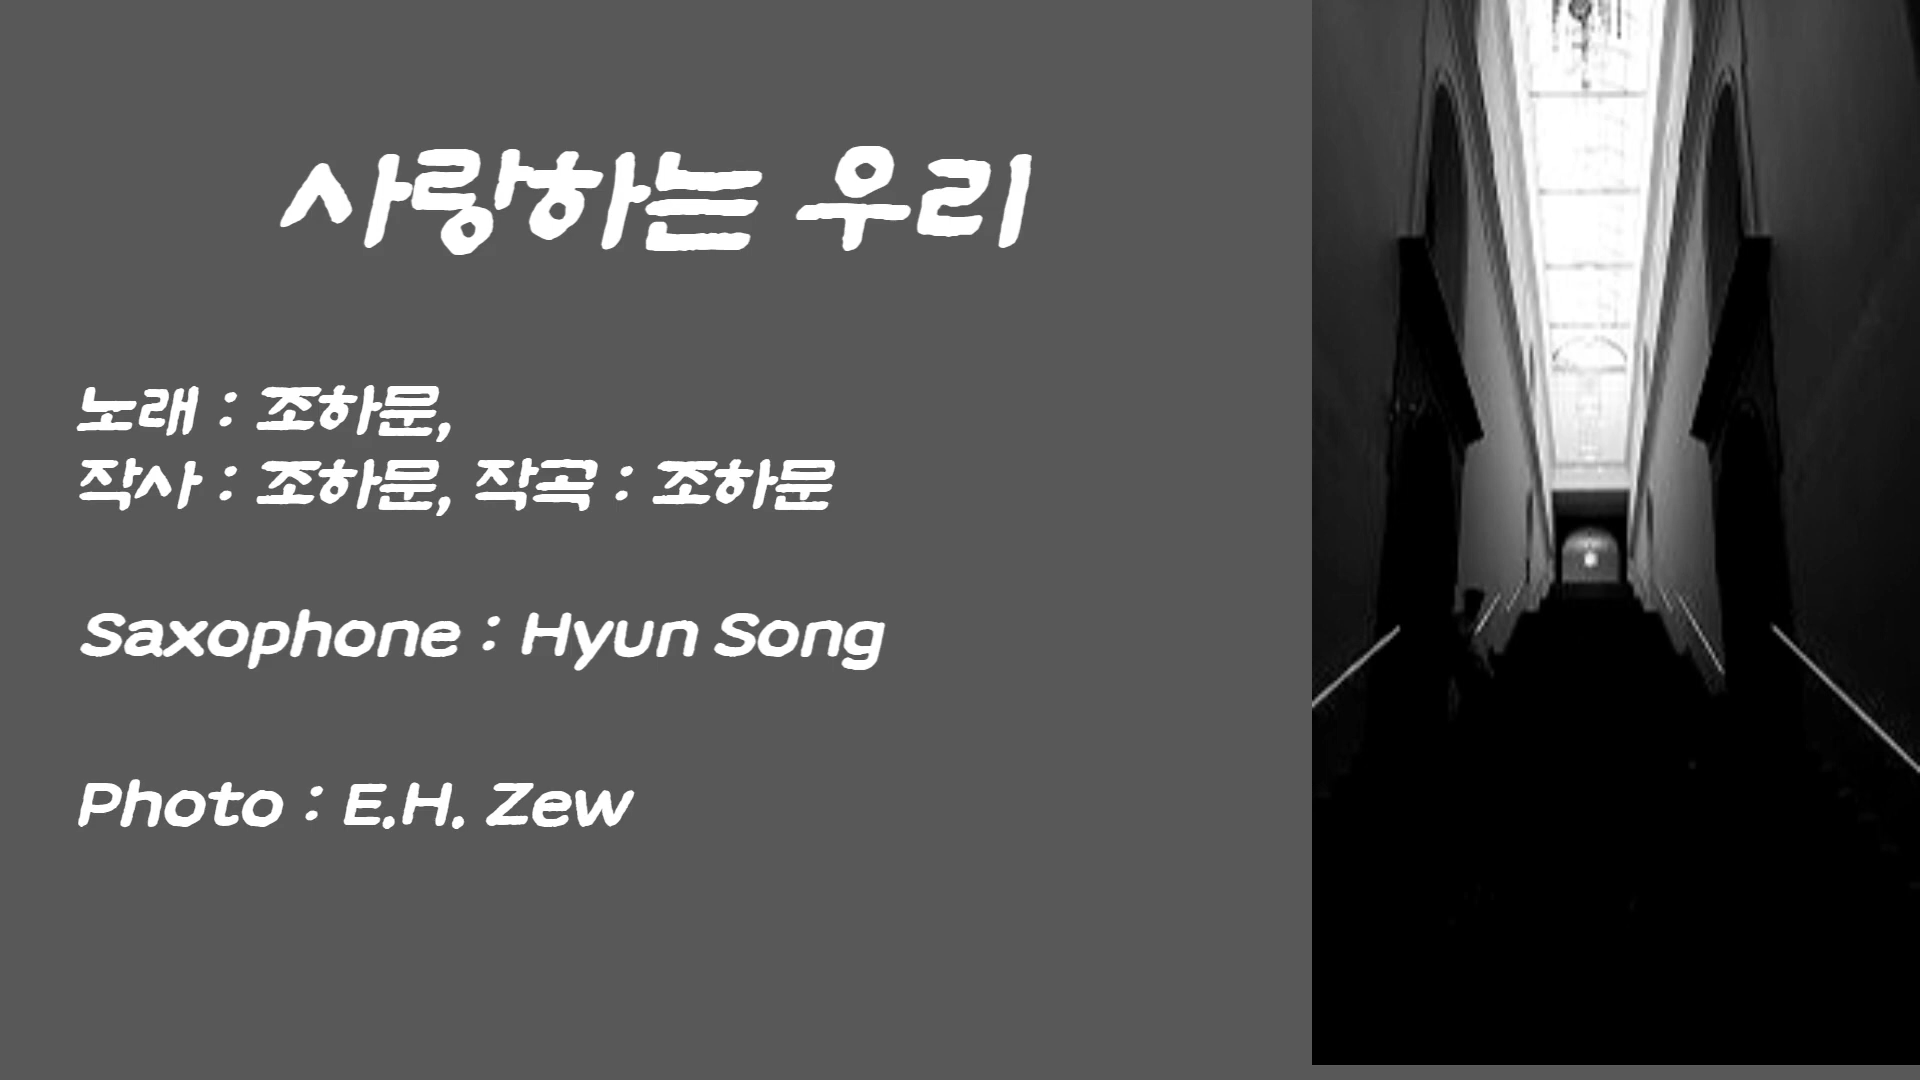 사랑하는 우리
노래 : 조하문,
작사 : 조하문, 작곡 : 조하문
Saxophone : Hyun Song
Photo : E.H. Zew